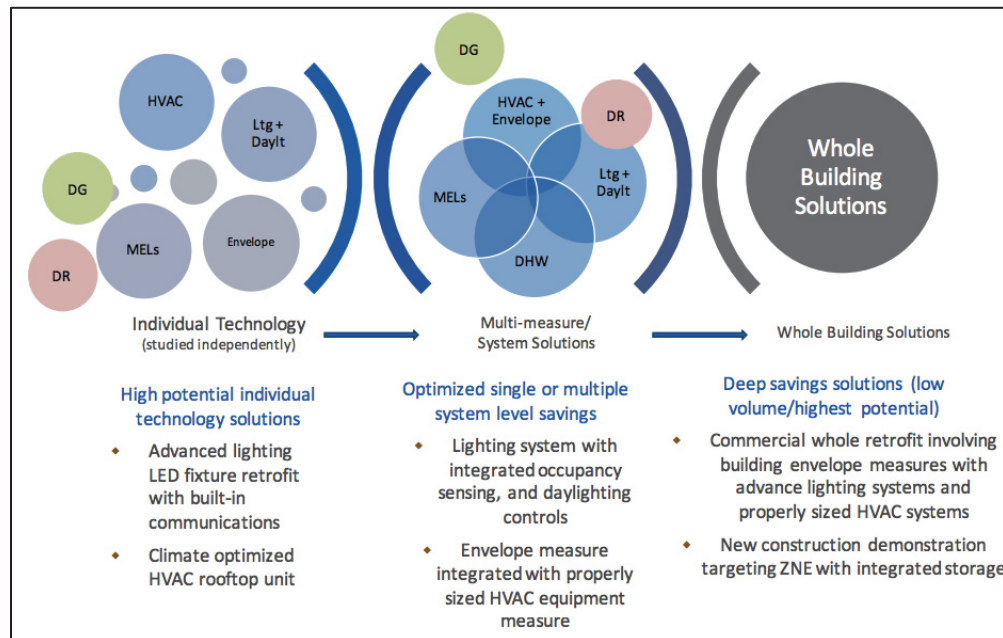 HVAC
Ltg +
Daylt
DG
MELs
Envelope
DR
DG
HVAC +
Envelope
DR
MELs
Ltg +
Daylt
DHW
Whole
Building
Solutions
Individual Technology
(studied independently)
Multi-measure/
System Solutions
Whole Building Solutions
High potential individual
technology solutions
◆ Advanced lighting
LED fixture retrofit
with built-in
communications
◆ Climate optimized
HVAC rooftop unit
Optimized single or multiple
system level savings
◆ Lighting system with
integrated occupancy
sensing, and daylighting
controls
◆ Envelope measure
integrated with properly
sized HVAC equipment
measure
Deep savings solutions (low
volume/highest potential)
◆ Commercial whole retrofit involving
building envelope measures with
advance lighting systems and
properly sized HVAC systems
◆ New construction demonstration
targeting ZNE with integrated storage